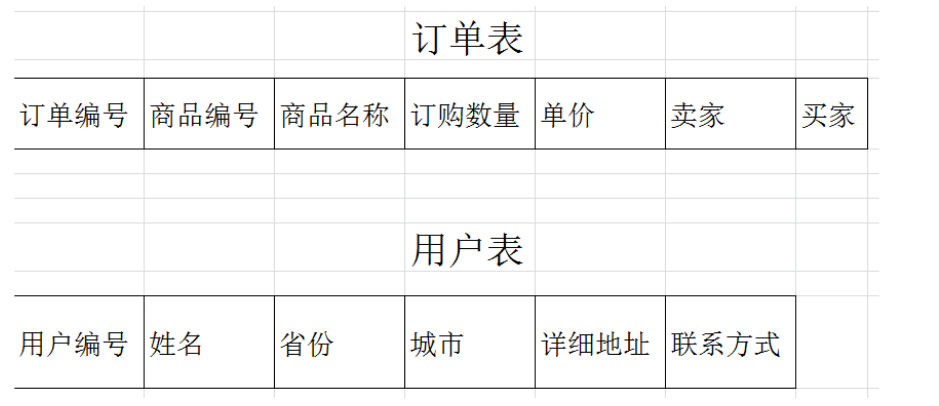 订单表
订单编号 商品编号 商品名称 订购数量 单价 卖家 买家
用户表
用户编号 姓名 省份 城市 详细地址 联系方式